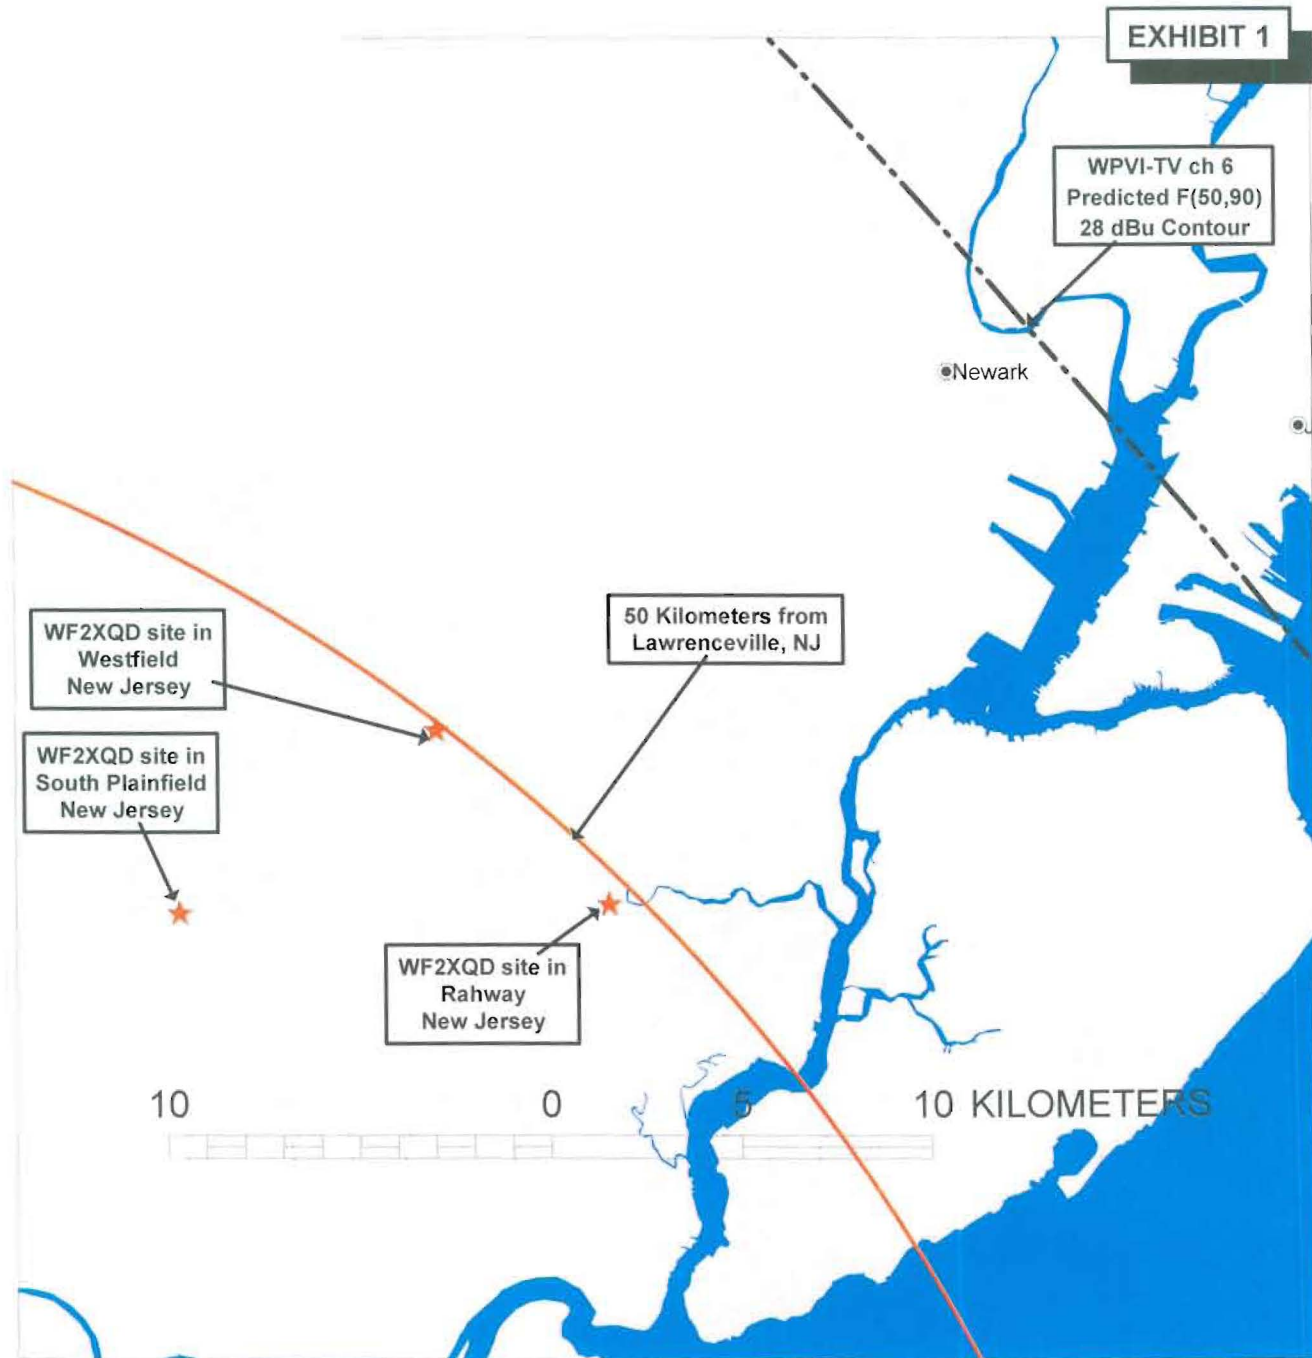 EXHIBIT 1
WPVI-TV ch 6
Predicted F(50,90)
28 dBu Contour
Newark
J
50 Kilometers from
Lawrenceville, NJ
WF2XQD site in
Westfield
New Jersey
WF2XQD site in
South Plainfield
New Jersey
WF2XQD site in
Rahway
New Jersey
10 0 5 10 KILOMETERS